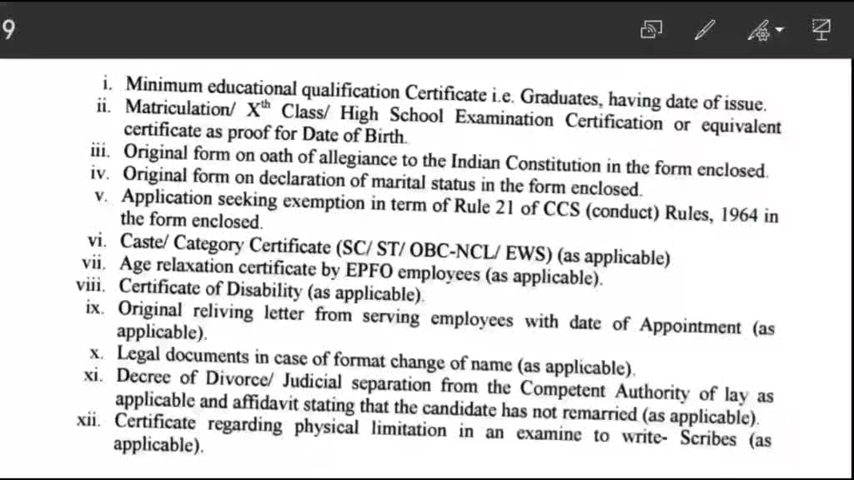 9
i. Minimum educational qualification Certificate i.e. Graduates, having date of issue.
ii. Matriculation/ Xth Class/ High School Examination Certification or equivalent
certificate as proof for Date of Birth.
iii. Original form on oath of allegiance to the Indian Constitution in the form enclosed.
iv. Original form on declaration of marital status in the form enclosed.
v. Application seeking exemption in term of Rule 21 of CCS (conduct) Rules, 1964 in
the form enclosed.
vi. Caste/ Category Certificate (SC/ ST/ OBC-NCL/ EWS) (as applicable)
vii. Age relaxation certificate by EPFO employees (as applicable).
viii. Certificate of Disability (as applicable).
ix. Original reliving letter from serving employees with date of Appointment (as
applicable).
x. Legal documents in case of format change of name (as applicable).
xi. Decree of Divorce/ Judicial separation from the Competent Authority of lay as
applicable and affidavit stating that the candidate has not remarried (as applicable).
xii. Certificate regarding physical limitation in an examine to write- Scribes (as
applicable).